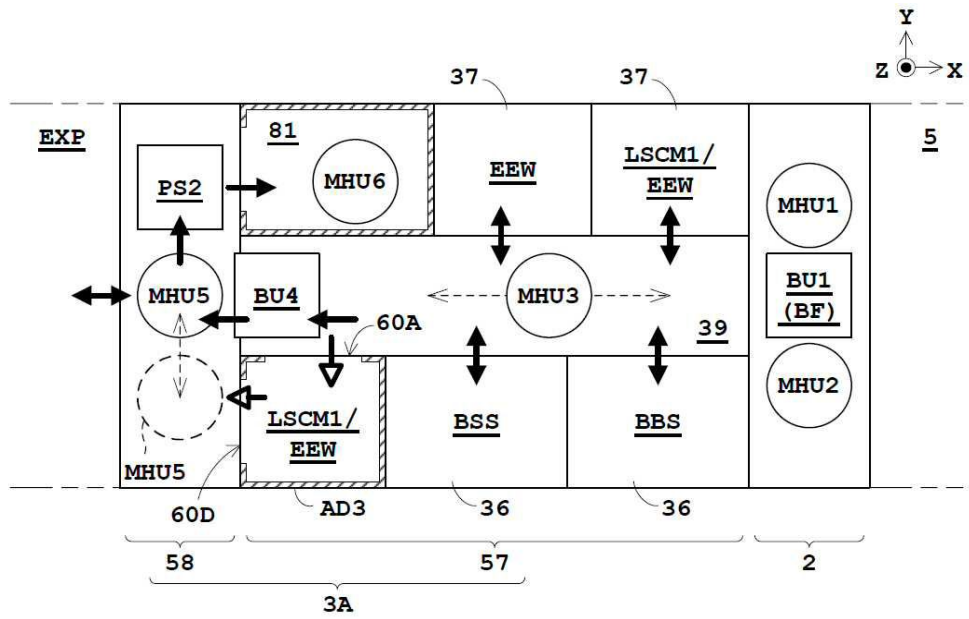 Y
Z
X
37
37
EXP
81
5
PS2
MHU6
EEW
LSCM1/
EEW
MHU1
MHU5
BU4
MHU3
BU1
(BF)
60A
39
MHU2
LSCM1/
EEW
BSS
BBS
MHU5
60D
AD3
36
36
58
57
2
3A